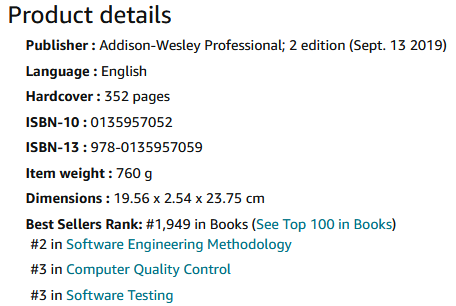 Product details
Publisher : Addison-Wesley Professional; 2 edition (Sept. 13 2019)
Language : English
Hardcover : 352 pages
ISBN-10 : 0135957052
ISBN-13 : 978-0135957059
Item weight : 760 g
Dimensions : 19.56 x 2.54 x 23.75 cm
Best Sellers Rank: #1,949 in Books (See Top 100 in Books)
#2 in Software Engineering Methodology
#3 in Computer Quality Control
#3 in Software Testing